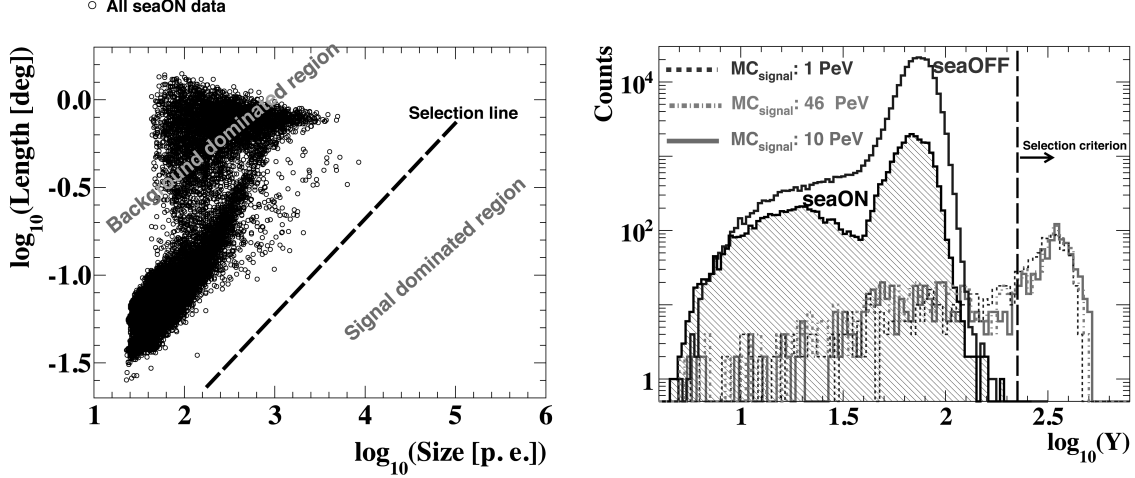 All seaON data
log10(Length [deg])
0.0
-0.5
-1.0
-1.5
Background dominated region
Selection line
Signal dominated region
1 2 3 4 5 6
log10(Size [p. e.])
Counts
10^4
10^2
1
MCsignal: 1 PeV
MCsignal: 46 PeV
MCsignal: 10 PeV
seaOFF
seaON
Selection criterion
1 1.5 2 2.5
log10(Y)